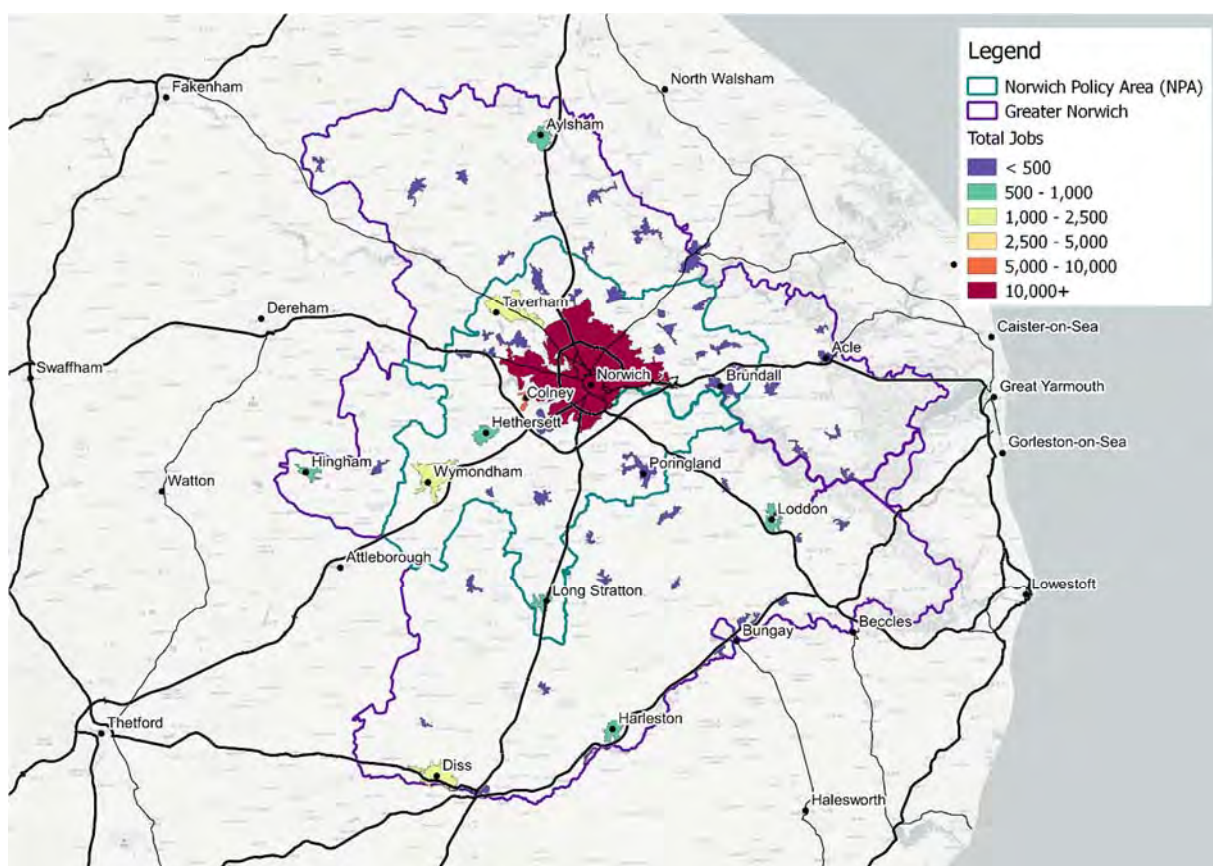 Legend
Norwich Policy Area (NPA)
Greater Norwich
Total Jobs
< 500
500 - 1,000
1,000 - 2,500
2,500 - 5,000
5,000 - 10,000
10,000+
Fakenham
North Walsham
Aylsham
Dereham
Taverham
Caister-on-Sea
Swaffham
Acle
Norwich
Brundall
Great Yarmouth
Colney
Hethersett
Gorleston-on-Sea
Hingham
Wymondham
Poringland
Watton
Loddon
Attleborough
Long Stratton
Lowestoft
Bungay
Beccles
Thetford
Harleston
Diss
Halesworth